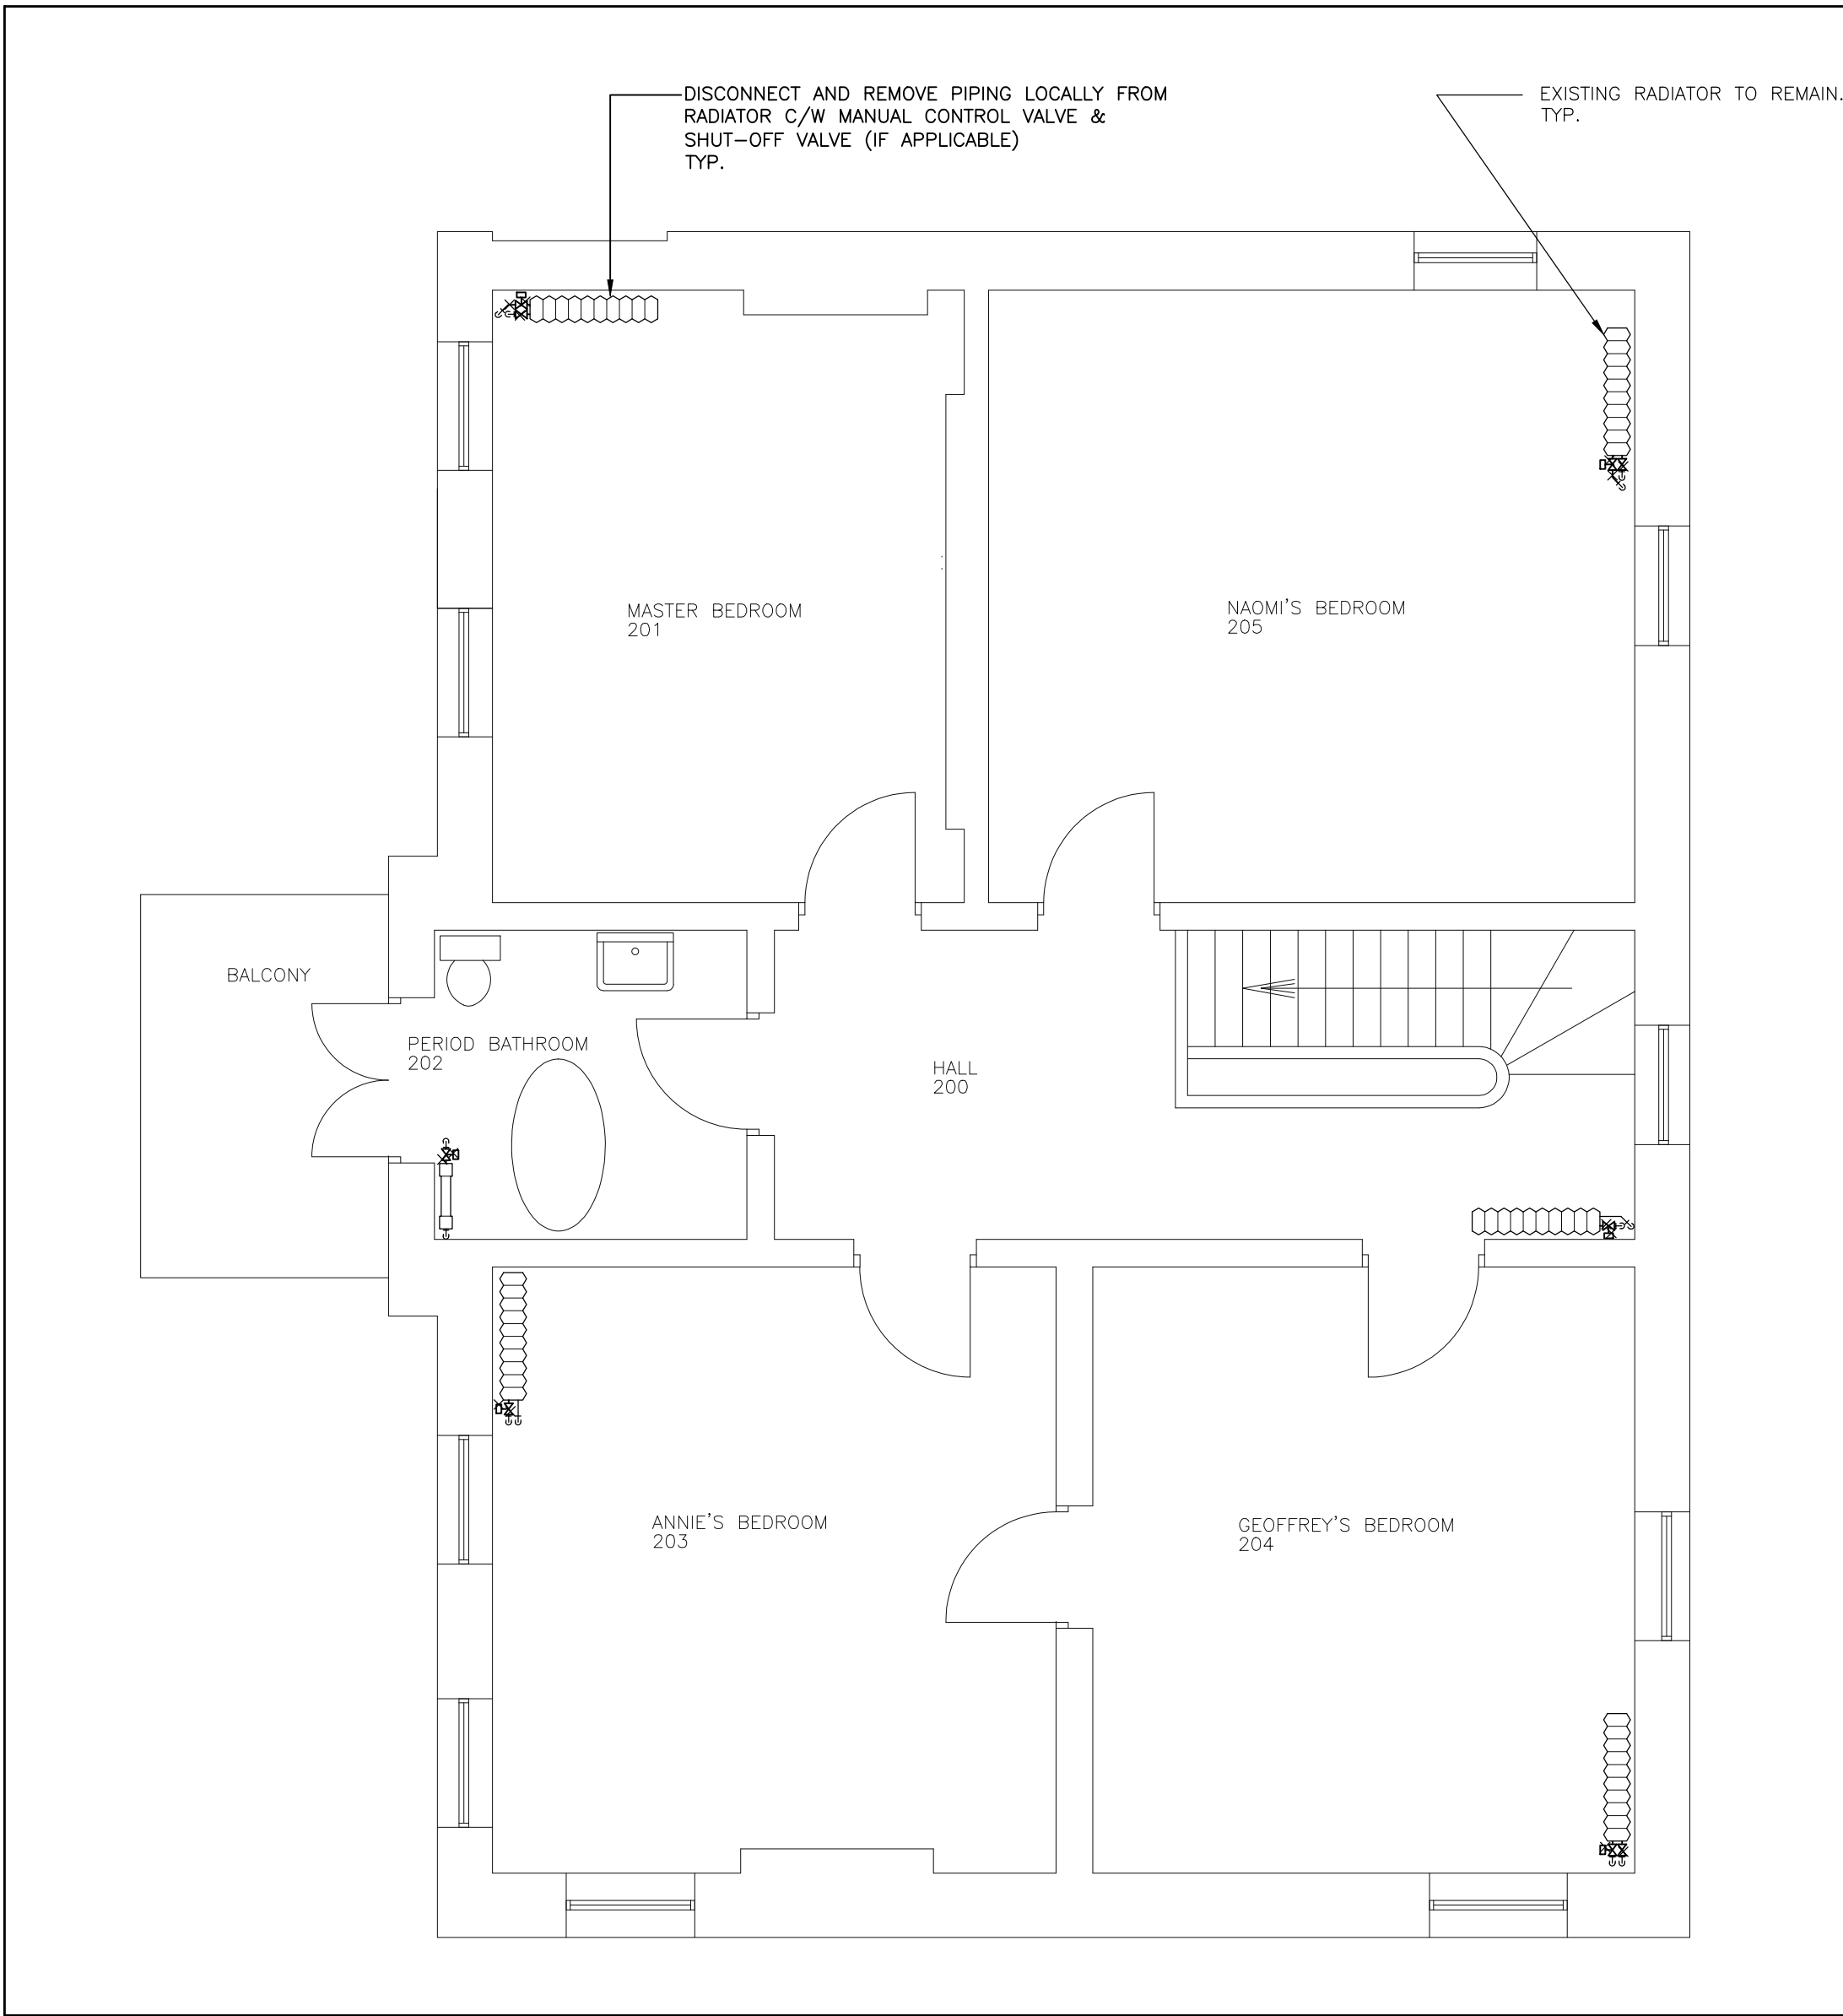 DISCONNECT AND REMOVE PIPING LOCALLY FROM
RADIATOR C/W MANUAL CONTROL VALVE &
SHUT-OFF VALVE (IF APPLICABLE)
TYP.
EXISTING RADIATOR TO REMAIN.
TYP.
MASTER BEDROOM
201
NAOMI'S BEDROOM
205
BALCONY
PERIOD BATHROOM
202
HALL
200
ANNIE'S BEDROOM
203
GEOFFREY'S BEDROOM
204